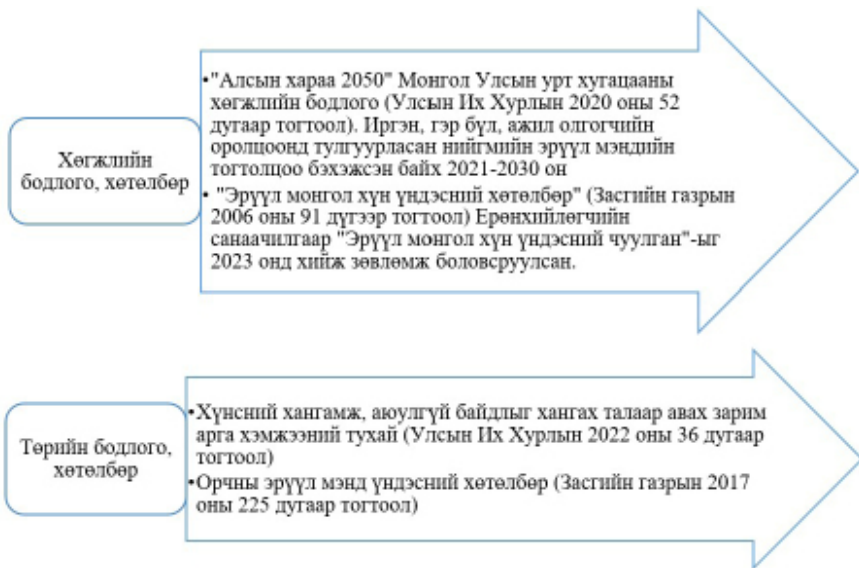 Хөгжлийн
бодлого, хөтөлбөр
•"Алсын хараа 2050" Монгол Улсын урт хугацааны
хөгжлийн бодлого (Улсын Их Хурлын 2020 оны 52
дугаар тогтоол). Иргэн, гэр бүл, ажил олгогчийн
оролцоонд тулгуурласан нийгмийн эрүүл мэндийн
тогтолцоо бэхэжсэн байх 2021-2030 он
• "Эрүүл монгол хүн үндэсний хөтөлбөр" (Засгийн газрын
2006 оны 91 дүгээр тогтоол) Ерөнхийлөгчийн
санаачилгаар "Эрүүл монгол хүн үндэсний чуулган"-ыг
2023 онд хийж зөвлөмж боловсруулсан.
Төрийн бодлого,
хөтөлбөр
•Хүнсний хангамж, аюулгүй байдлыг хангах талаар авах зарим
арга хэмжээний тухай (Улсын Их Хурлын 2022 оны 36 дугаар
тогтоол)
•Орчны эрүүл мэнд үндэсний хөтөлбөр (Засгийн газрын 2017
оны 225 дугаар тогтоол)